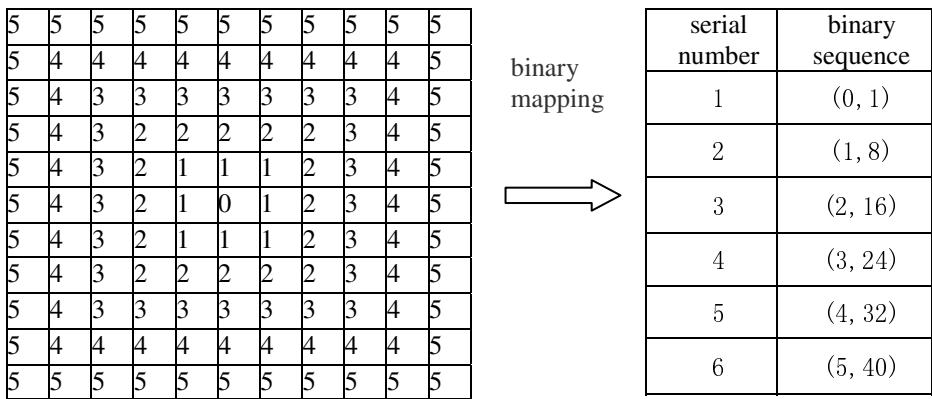 5 5 5 5 5 5 5 5 5 5 5
5 4 4 4 4 4 4 4 4 4 5
5 4 3 3 3 3 3 3 3 4 5
5 4 3 2 2 2 2 2 3 4 5
5 4 3 2 1 1 1 2 3 4 5
5 4 3 2 1 0 1 2 3 4 5
5 4 3 2 1 1 1 2 3 4 5
5 4 3 2 2 2 2 2 3 4 5
5 4 3 3 3 3 3 3 3 4 5
5 4 4 4 4 4 4 4 4 4 5
5 5 5 5 5 5 5 5 5 5 5
binary
mapping
serial binary
number sequence
1 (0, 1)
2 (1, 8)
3 (2, 16)
4 (3, 24)
5 (4, 32)
6 (5, 40)